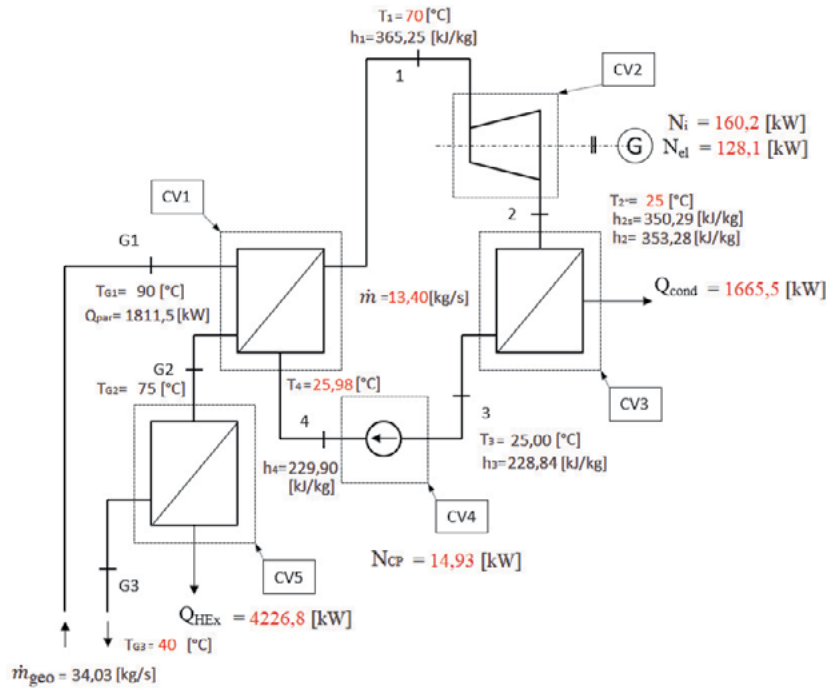 T₁= 70 [°C]
h₁=365,25 [kJ/kg]
1
CV2
Nᵢ = 160,2 [kW]
Nₑₗ = 128,1 [kW]
G
CV1
2
T₂= 25 [°C]
h₂ₛ= 350,29 [kJ/kg]
h₂= 353,28 [kJ/kg]
G1
T_G1= 90 [°C]
Q_par= 1811,5 [kW]
ṁ =13,40[kg/s]
Q_cond = 1665,5 [kW]
G2
T_G2= 75 [°C]
T₄=25,98 [°C]
CV3
4
3
T₃= 25,00 [°C]
h₃=228,84 [kJ/kg]
h₄=229,90
[kJ/kg]
CV4
G3
CV5
N_CP = 14,93 [kW]
Q_HEx = 4226,8 [kW]
T_G3= 40 [°C]
ṁ_geo = 34,03 [kg/s]